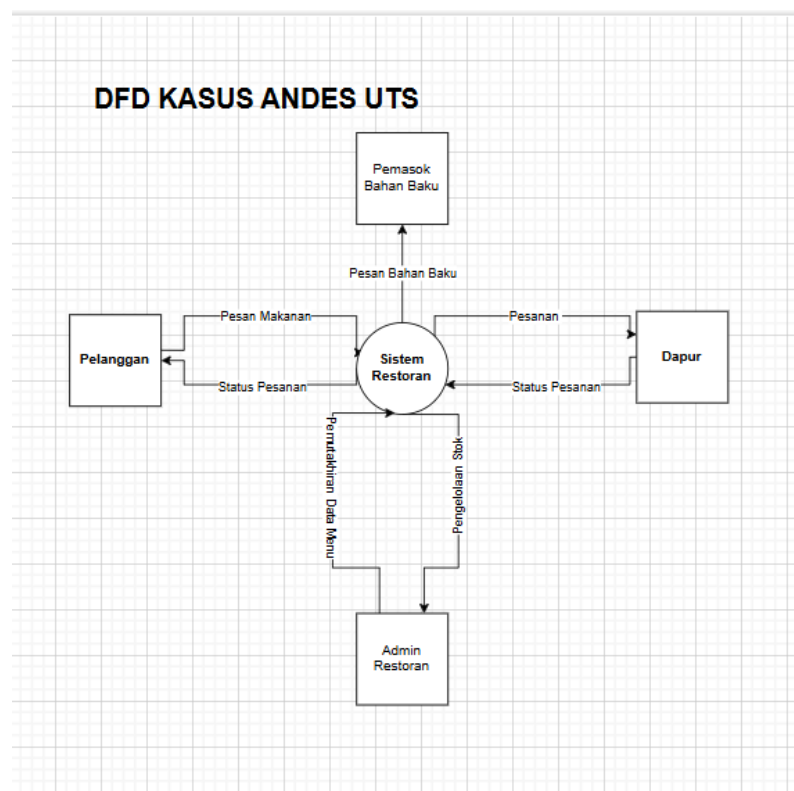 DFD KASUS ANDES UTS
Pemasok
Bahan Baku
Pesan Bahan Baku
Pesan Makanan
Pesanan
Pelanggan
Sistem
Restoran
Dapur
Status Pesanan
Status Pesanan
Pemutakhiran Data Menu
Pengelolaan Stok
Admin
Restoran